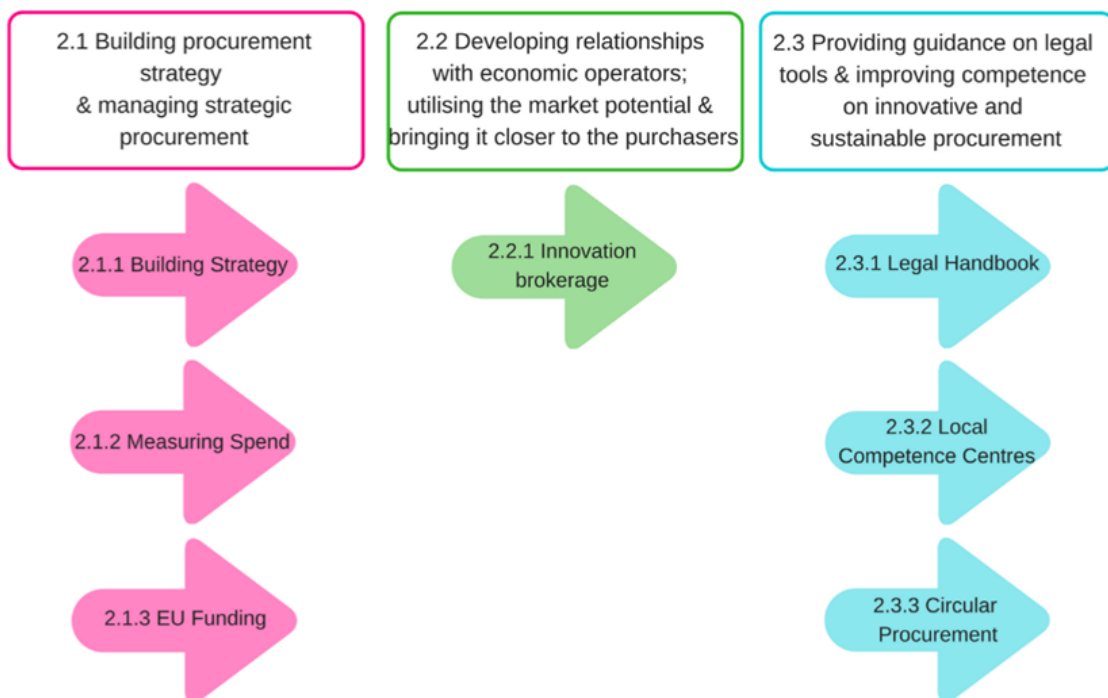 2.1 Building procurement
strategy
& managing strategic
procurement
2.2 Developing relationships
with economic operators;
utilising the market potential &
bringing it closer to the purchasers
2.3 Providing guidance on legal
tools & improving competence
on innovative and
sustainable procurement
2.1.1 Building Strategy
2.2.1 Innovation
brokerage
2.3.1 Legal Handbook
2.1.2 Measuring Spend
2.3.2 Local
Competence Centres
2.1.3 EU Funding
2.3.3 Circular
Procurement